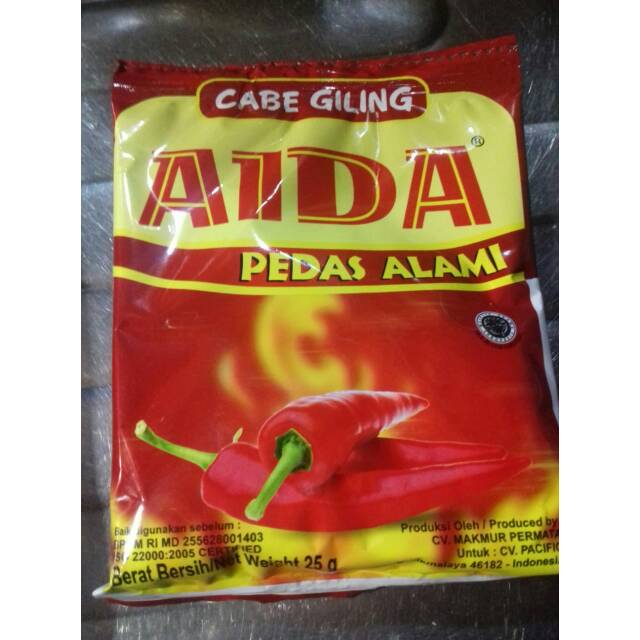 CABE GILING
AIDA®
PEDAS ALAMI
Baik digunakan sebelum :
BPOM RI MD 255628001403
ISO 22000:2005 CERTIFIED
Berat Bersih/Net Weight 25 g
Produksi Oleh / Produced by
CV. MAKMUR PERMATA
Untuk : CV. PACIFIC
46182 - Indonesia